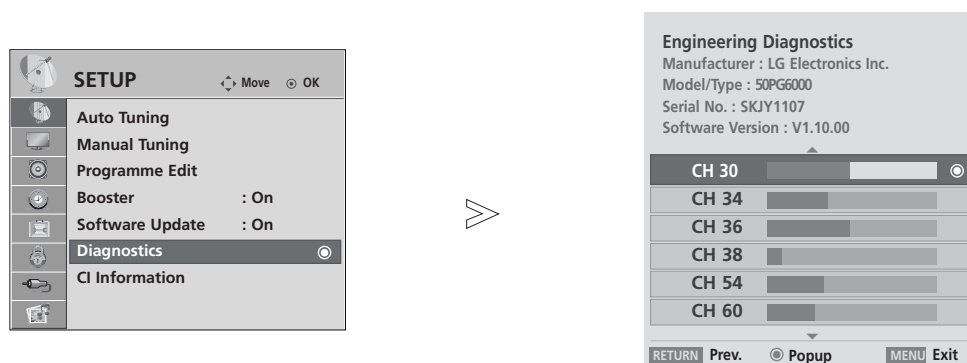 SETUP
Move OK
Auto Tuning
Manual Tuning
Programme Edit
Booster : On
Software Update : On
Diagnostics
CI Information
Engineering Diagnostics
Manufacturer : LG Electronics Inc.
Model/Type : 50PG6000
Serial No. : SKJY1107
Software Version : V1.10.00
CH 30
CH 34
CH 36
CH 38
CH 54
CH 60
RETURN Prev. Popup MENU Exit